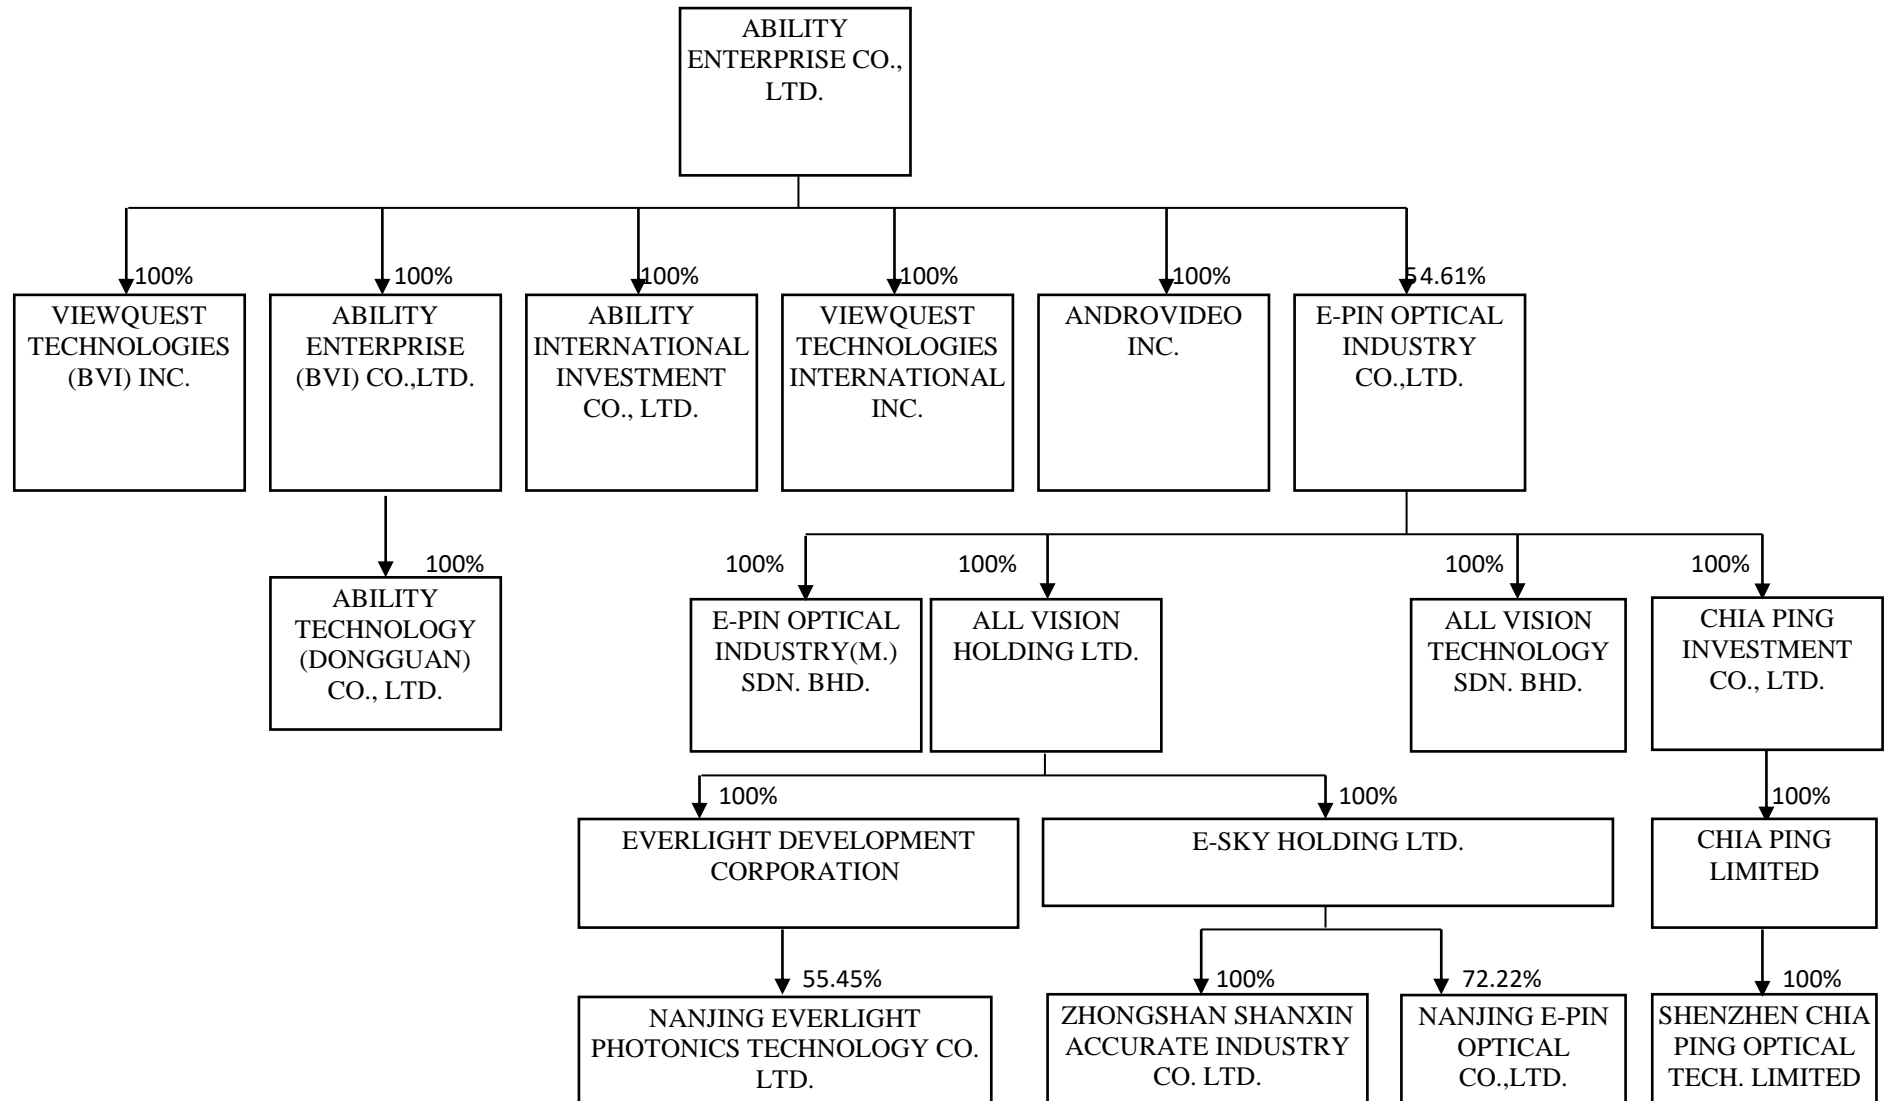 ABILITY
ENTERPRISE CO.,
LTD.
100%
100%
100%
100%
100%
54.61%
VIEWQUEST
TECHNOLOGIES
(BVI) INC.
ABILITY
ENTERPRISE
(BVI) CO.,LTD.
ABILITY
INTERNATIONAL
INVESTMENT
CO., LTD.
VIEWQUEST
TECHNOLOGIES
INTERNATIONAL
INC.
ANDROVIDEO
INC.
E-PIN OPTICAL
INDUSTRY
CO.,LTD.
100%
100%
100%
100%
100%
ABILITY
TECHNOLOGY
(DONGGUAN)
CO., LTD.
E-PIN OPTICAL
INDUSTRY(M.)
SDN. BHD.
ALL VISION
HOLDING LTD.
ALL VISION
TECHNOLOGY
SDN. BHD.
CHIA PING
INVESTMENT
CO., LTD.
100%
100%
100%
EVERLIGHT DEVELOPMENT
CORPORATION
E-SKY HOLDING LTD.
CHIA PING
LIMITED
55.45%
100%
72.22%
100%
NANJING EVERLIGHT
PHOTONICS TECHNOLOGY CO.
LTD.
ZHONGSHAN SHANXIN
ACCURATE INDUSTRY
CO. LTD.
NANJING E-PIN
OPTICAL
CO.,LTD.
SHENZHEN CHIA
PING OPTICAL
TECH. LIMITED